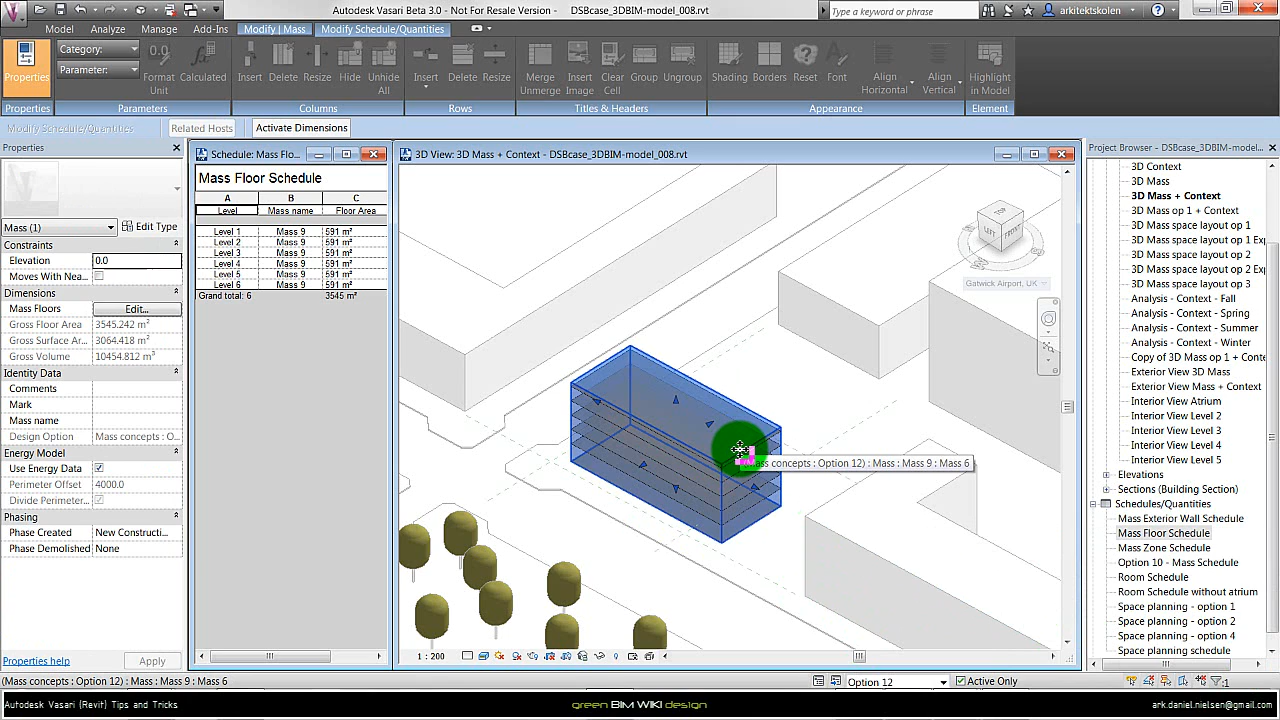 Autodesk Vasari Beta 3.0 - Not For Resale Version - DSBcase_3DBIM-model_008.rvt
Type a keyword or phrase
arkitektskolen
Model Analyze Manage Add-Ins Modify | Mass Modify Schedule/Quantities
Properties
Category:
Parameter:
Format Unit
Calculated
Insert Delete Resize Hide Unhide All
Insert Delete Resize
Merge Unmerge
Insert Image
Clear Cell
Group Ungroup
Shading Borders Reset Font
Align Horizontal
Align Vertical
Highlight in Model
Properties Parameters Columns Rows Titles & Headers Appearance Element
Modify Schedule/Quantities Related Hosts Activate Dimensions
Properties
Mass (1) Edit Type
Constraints
Elevation 0.0
Moves With Nea...
Dimensions
Mass Floors Edit...
Gross Floor Area 3545.242 m²
Gross Surface Ar... 3064.418 m²
Gross Volume 10454.812 m³
Identity Data
Comments
Mark
Mass name
Design Option Mass concepts : O...
Energy Model
Use Energy Data
Perimeter Offset 4000.0
Divide Perimeter...
Phasing
Phase Created New Constructi...
Phase Demolished None
Properties help Apply
Schedule: Mass Flo...
Mass Floor Schedule
A B C
Level Mass name Floor Area
Level 1 Mass 9 591 m²
Level 2 Mass 9 591 m²
Level 3 Mass 9 591 m²
Level 4 Mass 9 591 m²
Level 5 Mass 9 591 m²
Level 6 Mass 9 591 m²
Grand total: 6 3545 m²
3D View: 3D Mass + Context - DSBcase_3DBIM-model_008.rvt
TOP
LEFT FRONT
Gatwick Airport, UK
Mass concepts : Option 12) : Mass : Mass 9 : Mass 6
1 : 200
Project Browser - DSBcase_3DBIM-model...
3D Context
3D Mass
3D Mass + Context
3D Mass op 1 + Context
3D Mass space layout op 1
3D Mass space layout op 1 Exp
3D Mass space layout op 2
3D Mass space layout op 2 Exp
3D Mass space layout op 3
Analysis - Context - Fall
Analysis - Context - Spring
Analysis - Context - Summer
Analysis - Context - Winter
Copy of 3D Mass op 1 + Conte
Exterior View 3D Mass
Exterior View Mass + Context
Interior View Atrium
Interior View Level 2
Interior View Level 3
Interior View Level 4
Interior View Level 5
Elevations
Sections (Building Section)
Schedules/Quantities
Mass Exterior Wall Schedule
Mass Floor Schedule
Mass Zone Schedule
Option 10 - Mass Schedule
Room Schedule
Room Schedule without atrium
Space planning - option 1
Space planning - option 2
Space planning - option 4
Space planning schedule
(Mass concepts : Option 12) : Mass : Mass 9 : Mass 6
Option 12
Active Only
:1
Autodesk Vasari (Revit) Tips and Tricks
green BIM WIKI design
ark.daniel.nielsen@gmail.com